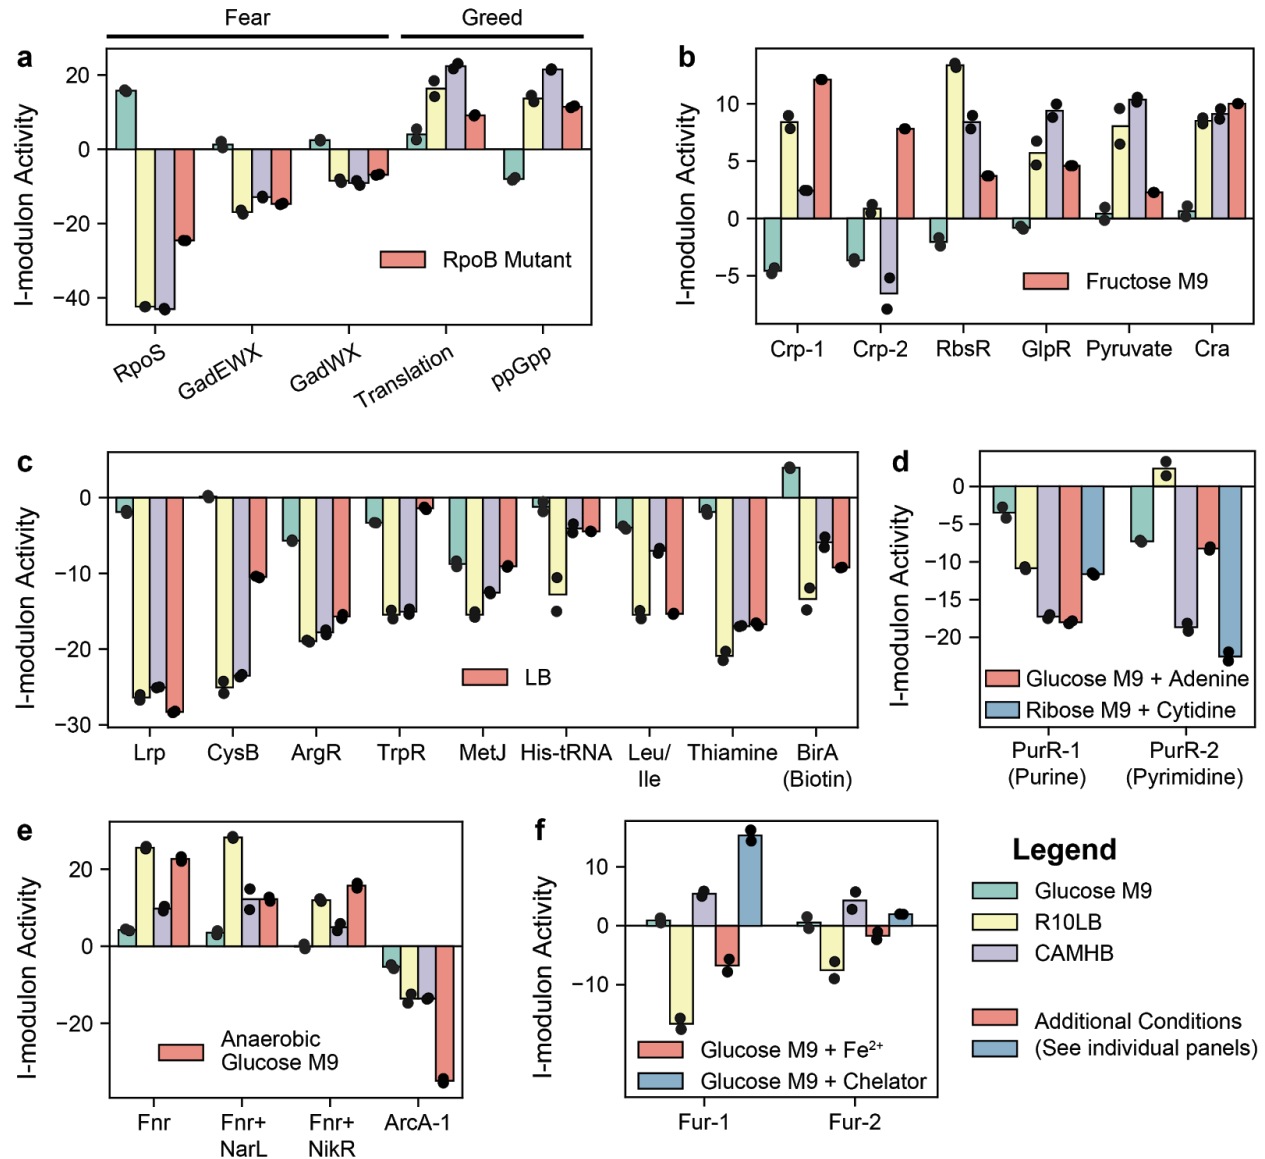 Fear
Greed
a
I-modulon Activity
20
0
−20
−40
RpoB Mutant
RpoS
GadEWX
GadWX
Translation
ppGpp
b
I-modulon Activity
10
5
0
−5
Fructose M9
Crp-1
Crp-2
RbsR
GlpR
Pyruvate
Cra
c
I-modulon Activity
0
−10
−20
−30
LB
Lrp
CysB
ArgR
TrpR
MetJ
His-tRNA
Leu/
Ile
Thiamine
BirA
(Biotin)
d
I-modulon Activity
0
−5
−10
−15
−20
Glucose M9 + Adenine
Ribose M9 + Cytidine
PurR-1
(Purine)
PurR-2
(Pyrimidine)
e
I-modulon Activity
20
0
−20
Anaerobic
Glucose M9
Fnr
Fnr+
NarL
Fnr+
NikR
ArcA-1
f
I-modulon Activity
10
0
−10
Glucose M9 + Fe²⁺
Glucose M9 + Chelator
Fur-1
Fur-2
Legend
Glucose M9
R10LB
CAMHB
Additional Conditions
(See individual panels)